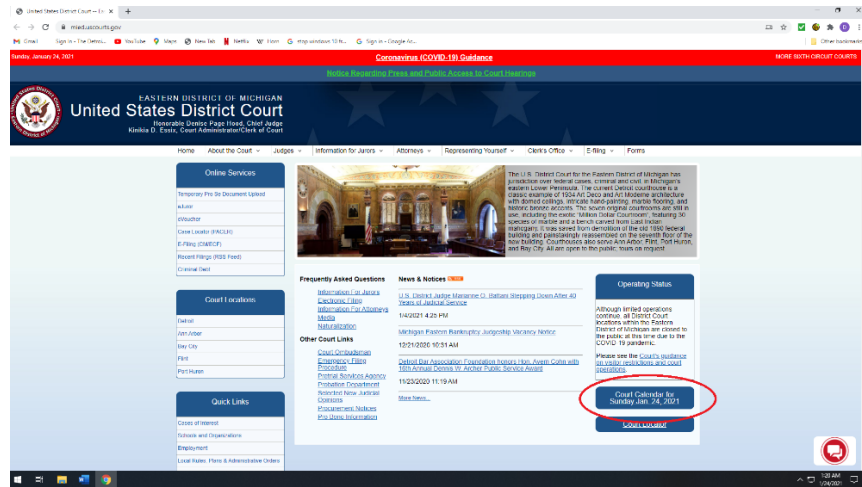 United States District Court -- Ea
mied.uscourts.gov
Gmail
YouTube
Maps
New Tab
Netflix
Other bookmarks
Sunday, January 24, 2021
Coronavirus (COVID-19) Guidance
MORE SIXTH CIRCUIT COURTS
Notice Regarding Press and Public Access to Court Hearings
EASTERN DISTRICT OF MICHIGAN
United States District Court
Honorable Denise Page Hood, Chief Judge
Kinikia D. Essix, Court Administrator/Clerk of Court
Home About the Court Judges Information for Jurors Attorneys Representing Yourself Clerk's Office E-filing Forms
Online Services
Temporary Pro Se Document Upload
eJuror
eVoucher
Case Locator (PACER)
E-Filing (CM/ECF)
Recent Filings (RSS Feed)
Criminal Debt
Court Locations
Detroit
Ann Arbor
Bay City
Flint
Port Huron
Quick Links
Cases of Interest
Schools and Organizations
Employment
Local Rules, Plans & Administrative Orders
The U.S. District Court for the Eastern District of Michigan has
jurisdiction over federal cases, criminal and civil, in Michigan's
eastern Lower Peninsula. The current Detroit courthouse is a
classic example of 1934 Art Deco and Art Moderne architecture
with domed ceilings, intricate hand-painting, marble flooring, and
historic bronze accents. The seven original courtrooms are still in
use, including the exotic "Million Dollar Courtroom", featuring 30
species of marble and a bench carved from East Indian
mahogany. It was saved from demolition of the old 1890 federal
building and painstakingly reassembled on the seventh floor of the
new building. Courthouses also serve Ann Arbor, Flint, Port Huron,
and Bay City. All are open to the public; tours on request.
Frequently Asked Questions
Information For Jurors
Electronic Filing
Information For Attorneys
Media
Naturalization
Other Court Links
Court Ombudsman
Emergency Filing
Procedure
Pretrial Services Agency
Probation Department
Selected New Judicial
Opinions
Procurement Notices
Pro Bono Information
News & Notices
U.S. District Judge Marianne O. Battani Stepping Down After 40
Years of Judicial Service
1/4/2021 4:25 PM
Michigan Eastern Bankruptcy Judgeship Vacancy Notice
12/21/2020 10:31 AM
Detroit Bar Association Foundation honors Hon. Avern Cohn with
16th Annual Dennis W. Archer Public Service Award
11/23/2020 11:19 AM
More News...
Operating Status
Although limited operations
continue, all District Court
locations within the Eastern
District of Michigan are closed to
the public at this time due to the
COVID 19 pandemic.
Please see the Court's guidance
on visitor restrictions and court
operations.
Court Calendar for
Sunday Jan. 24, 2021
Court Locator
1:20 AM
1/24/2021